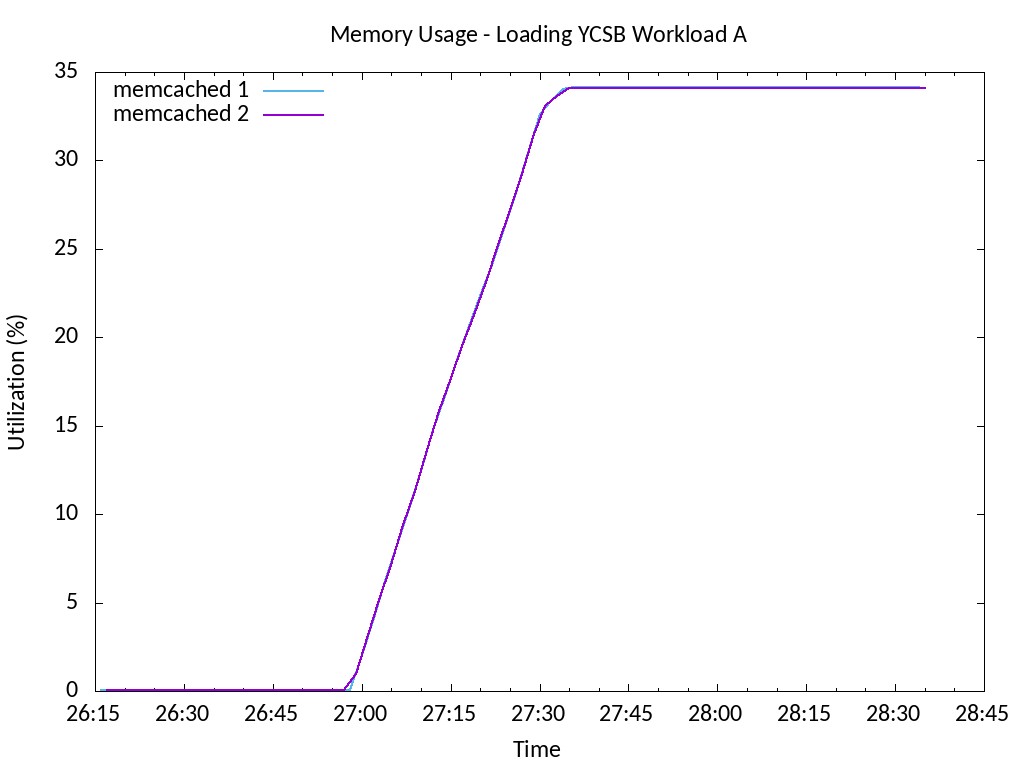 Memory Usage - Loading YCSB Workload A
35
memcached 1
memcached 2
30
25
20
15
10
5
0
Utilization (%)
26:15 26:30 26:45 27:00 27:15 27:30 27:45 28:00 28:15 28:30 28:45
Time